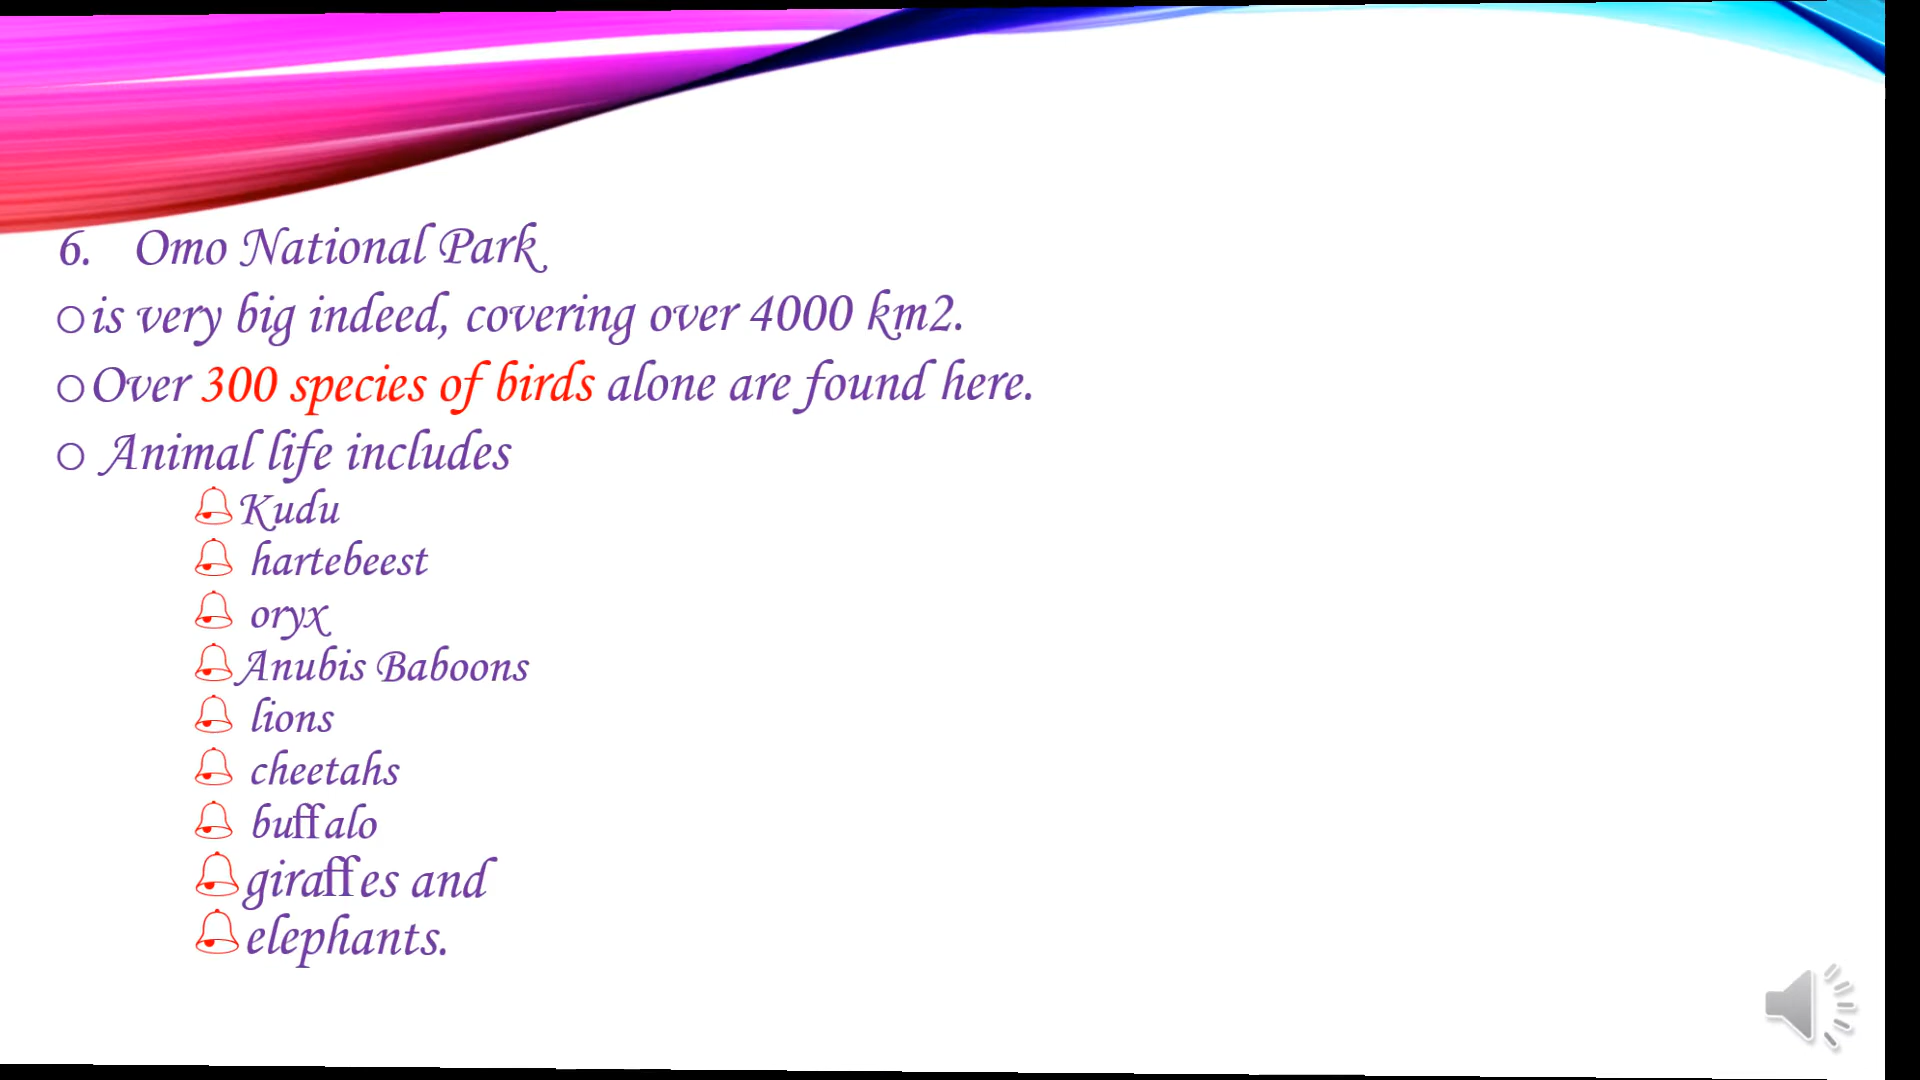 6. Omo National Park
is very big indeed, covering over 4000 km2.
Over 300 species of birds alone are found here.
Animal life includes
Kudu
hartebeest
oryx
Anubis Baboons
lions
cheetahs
buffalo
giraffes and
elephants.